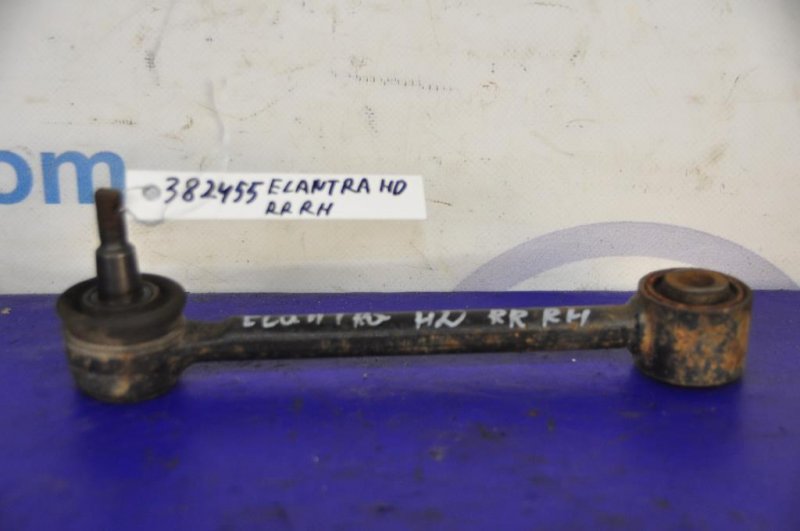 om
382455 ELANTRA HD
RR RH
ELANTRA HD RR RH